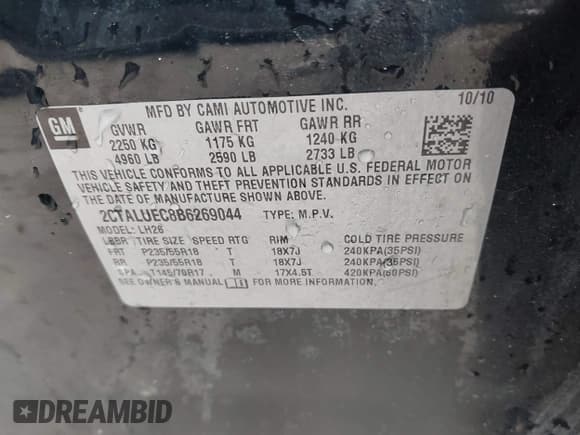 GM
MFD BY CAMI AUTOMOTIVE INC. 10/10
GVWR GAWR FRT GAWR RR
2250 KG 1175 KG 1240 KG
4960 LB 2590 LB 2733 LB
THIS VEHICLE CONFORMS TO ALL APPLICABLE U.S. FEDERAL MOTOR
VEHICLE SAFETY AND THEFT PREVENTION STANDARDS IN EFFECT ON
THE DATE OF MANUFACTURE SHOWN ABOVE.
2CTALUEC8B6269044 TYPE: M.P.V.
MODEL: LH26
TIRE SIZE SPEED RTG RIM COLD TIRE PRESSURE
FRT P235/55R18 T 18X7J 240KPA(35PSI)
RR P235/55R18 T 18X7J 240KPA(35PSI)
SPA T145/70R17 M 17X4.5T 420KPA(60PSI)
SEE OWNER'S MANUAL
DREAMBID